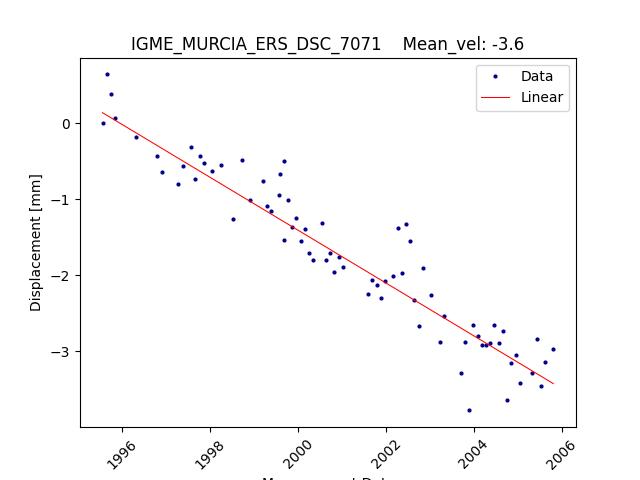 IGME_MURCIA_ERS_DSC_7071    Mean_vel: -3.6
Data
Linear
Displacement [mm]
0
−1
−2
−3
1996
1998
2000
2002
2004
2006